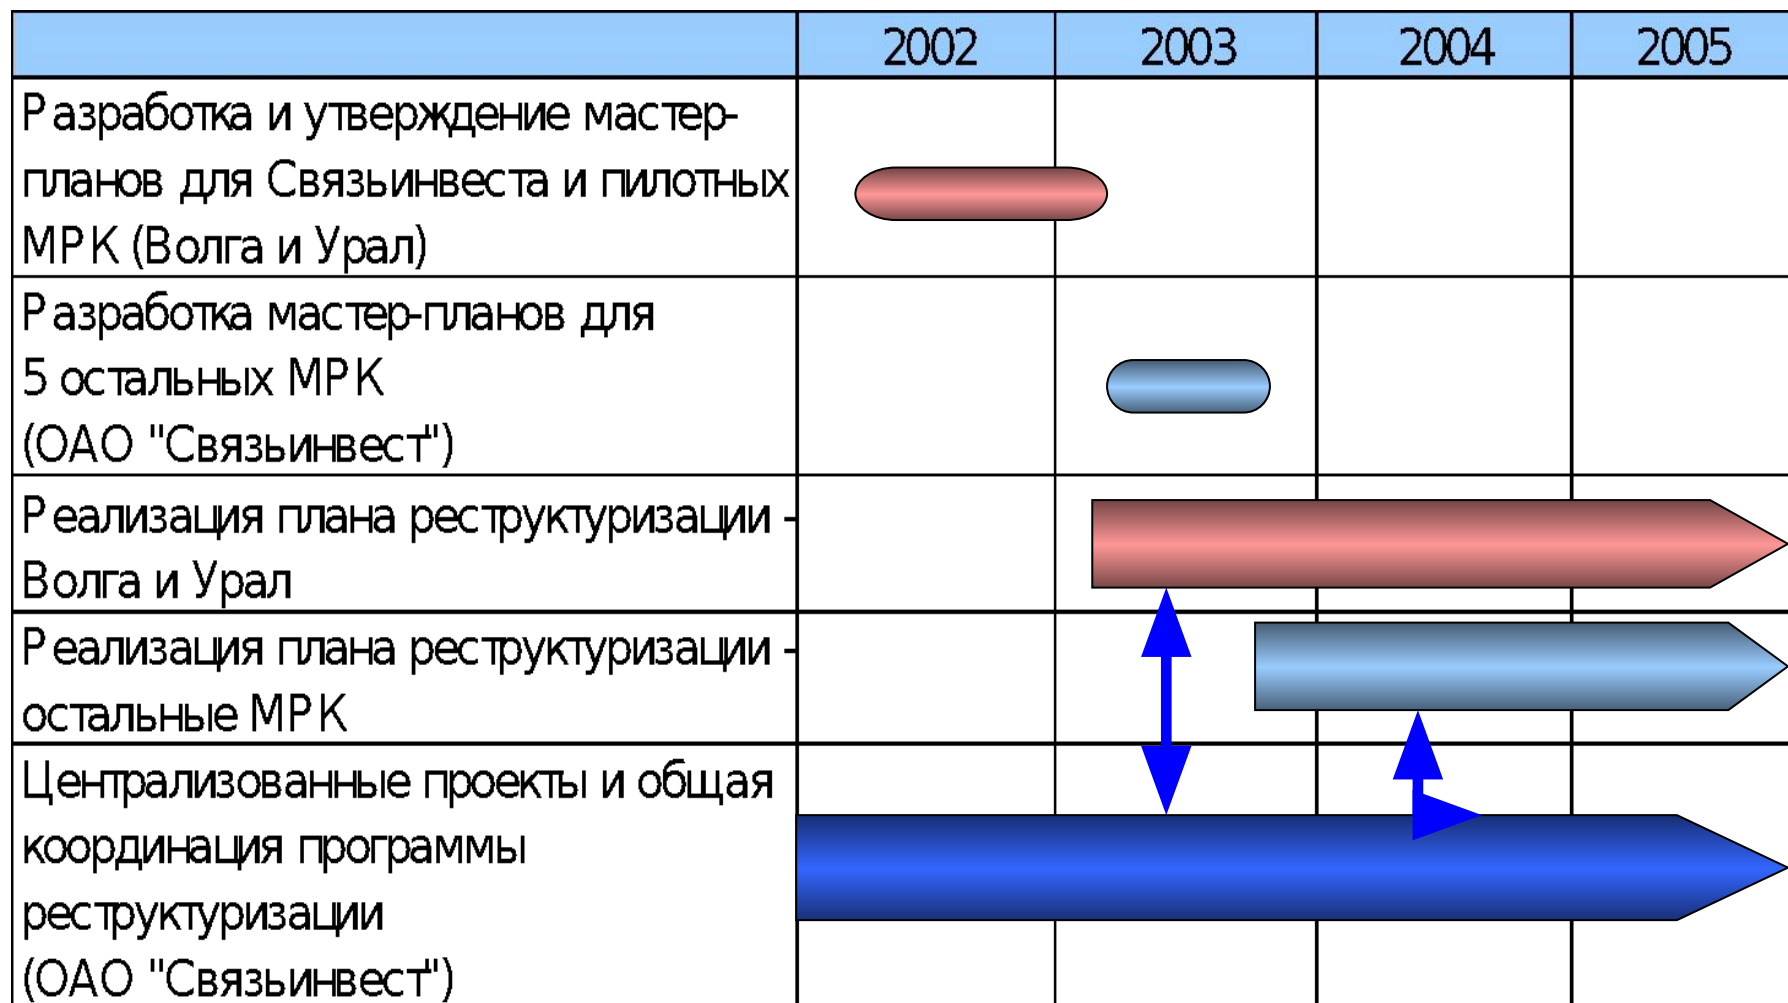 2002 2003 2004 2005
Разработка и утверждение мастер-
планов для Связьинвеста и пилотных
МРК (Волга и Урал)
Разработка мастер-планов для
5 остальных МРК
(ОАО "Связьинвест")
Реализация плана реструктуризации -
Волга и Урал
Реализация плана реструктуризации -
остальные МРК
Централизованные проекты и общая
координация программы
реструктуризации
(ОАО "Связьинвест")